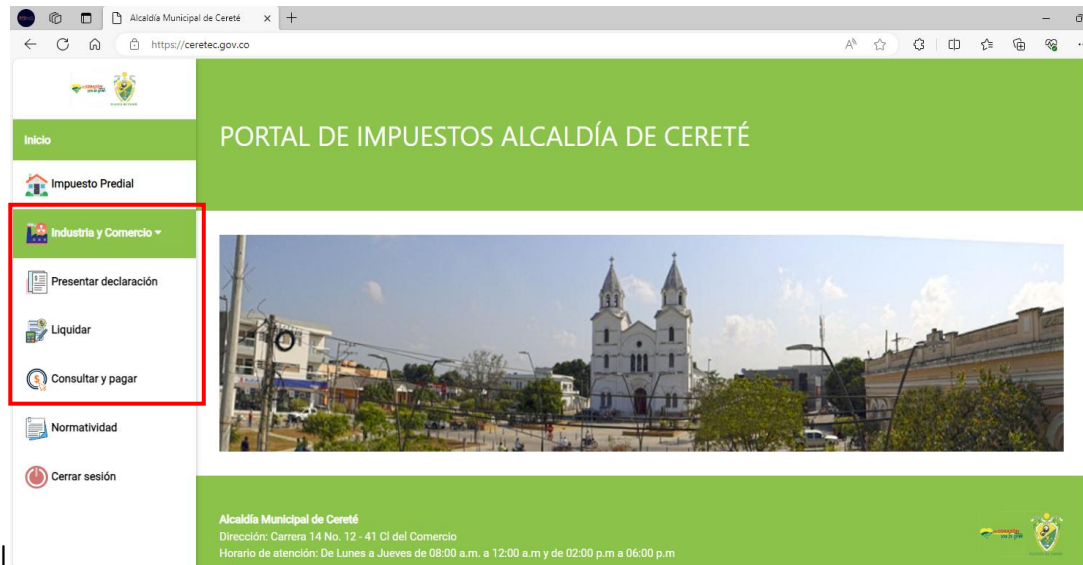 Alcaldía Municipal de Cereté
https://ceretec.gov.co
Inicio
Impuesto Predial
Industria y Comercio
Presentar declaración
Liquidar
Consultar y pagar
Normatividad
Cerrar sesión
PORTAL DE IMPUESTOS ALCALDÍA DE CERETÉ
Alcaldía Municipal de Cereté
Dirección: Carrera 14 No. 12 - 41 Cl del Comercio
Horario de atención: De Lunes a Jueves de 08:00 a.m. a 12:00 a.m y de 02:00 p.m a 06:00 p.m